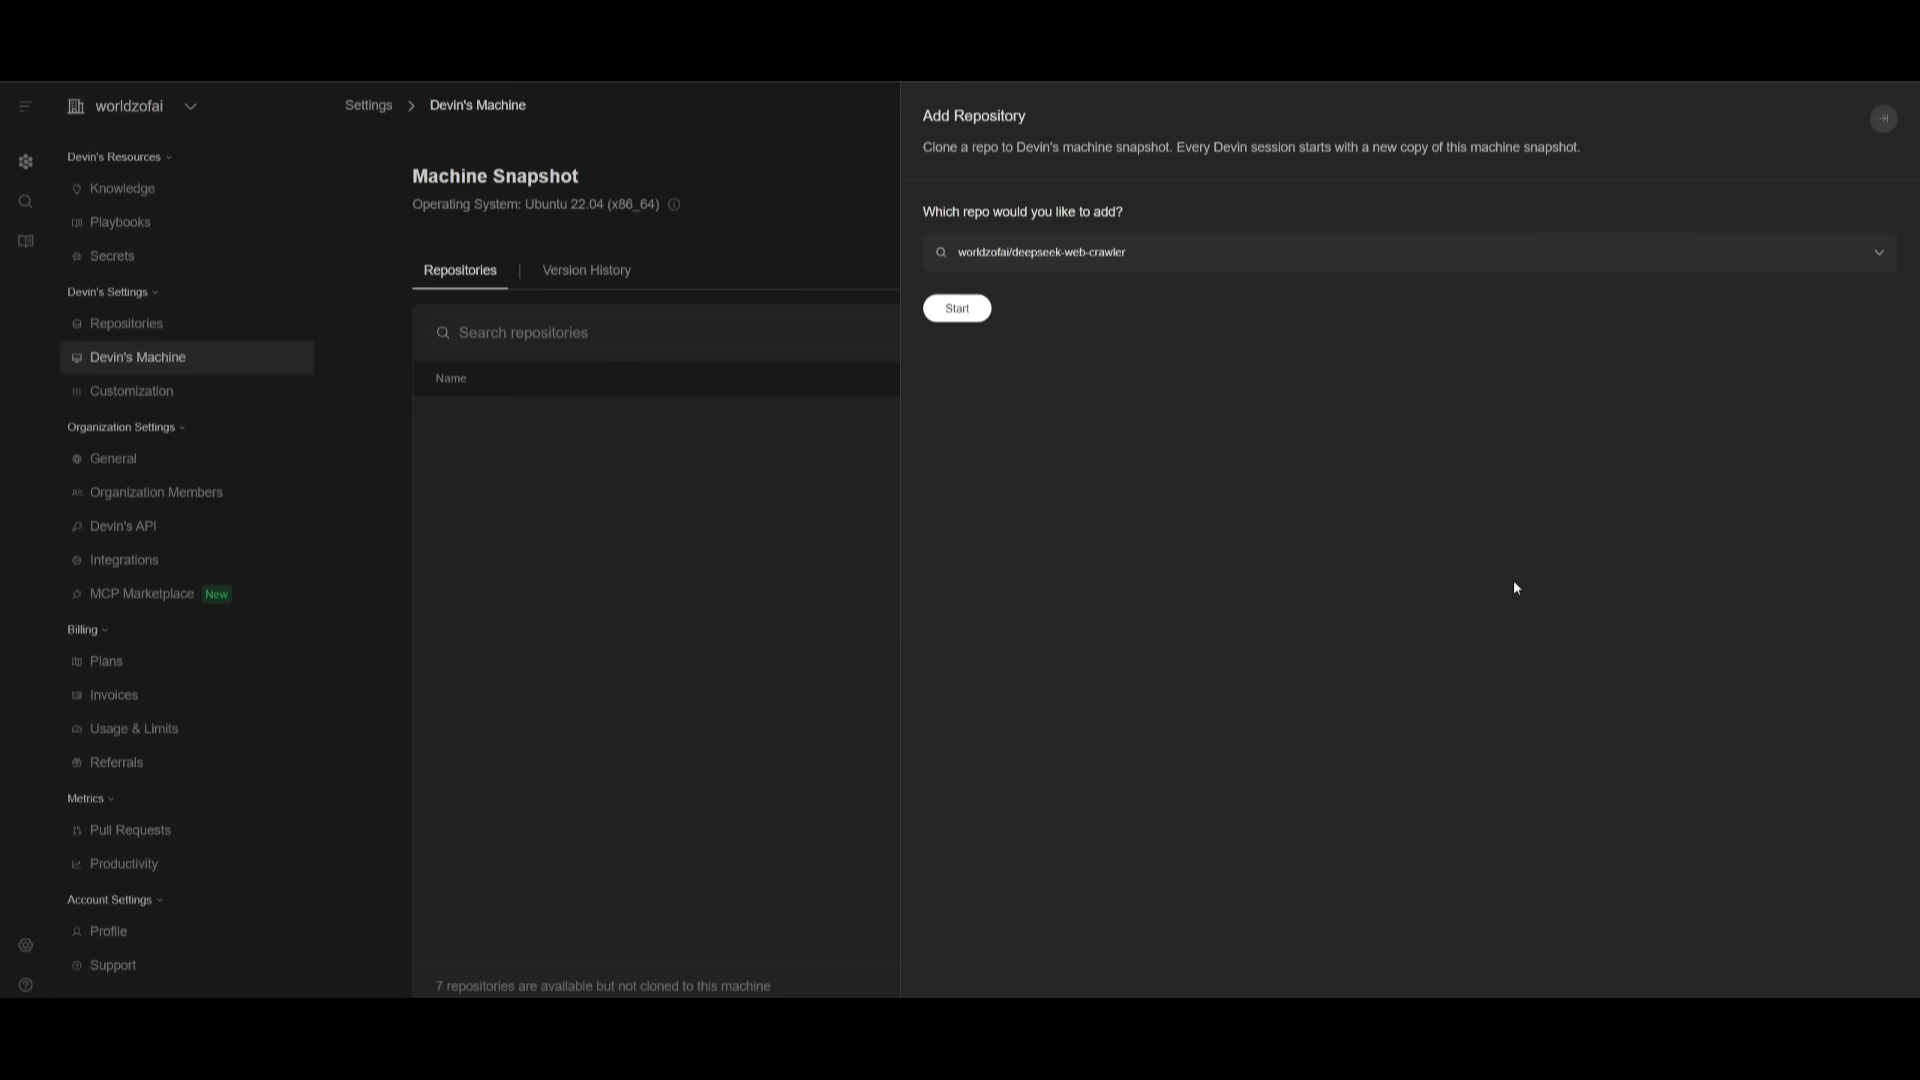 worldzofai
Devin's Resources
Knowledge
Playbooks
Secrets
Devin's Settings
Repositories
Devin's Machine
Customization
Organization Settings
General
Organization Members
Devin's API
Integrations
MCP Marketplace New
Billing
Plans
Invoices
Usage & Limits
Referrals
Metrics
Pull Requests
Productivity
Account Settings
Profile
Support
Settings > Devin's Machine
Machine Snapshot
Operating System: Ubuntu 22.04 (x86_64)
Repositories | Version History
Search repositories
Name
7 repositories are available but not cloned to this machine
Add Repository
Clone a repo to Devin's machine snapshot. Every Devin session starts with a new copy of this machine snapshot.
Which repo would you like to add?
worldzofai/deepseek-web-crawler
Start